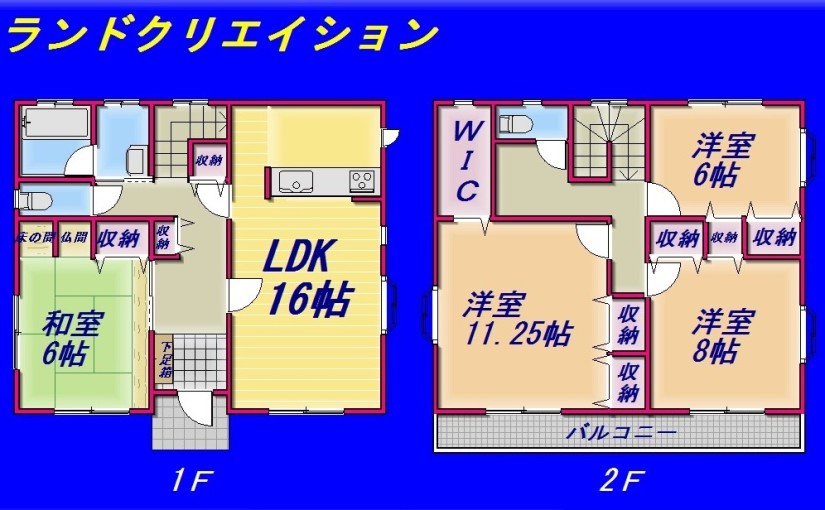 ランドクリエイション
収納
床の間
仏間
収納
収納
LDK
16帖
和室
6帖
下足箱
1F
WIC
洋室
6帖
収納
収納
収納
洋室
11.25帖
収納
収納
洋室
8帖
バルコニー
2F